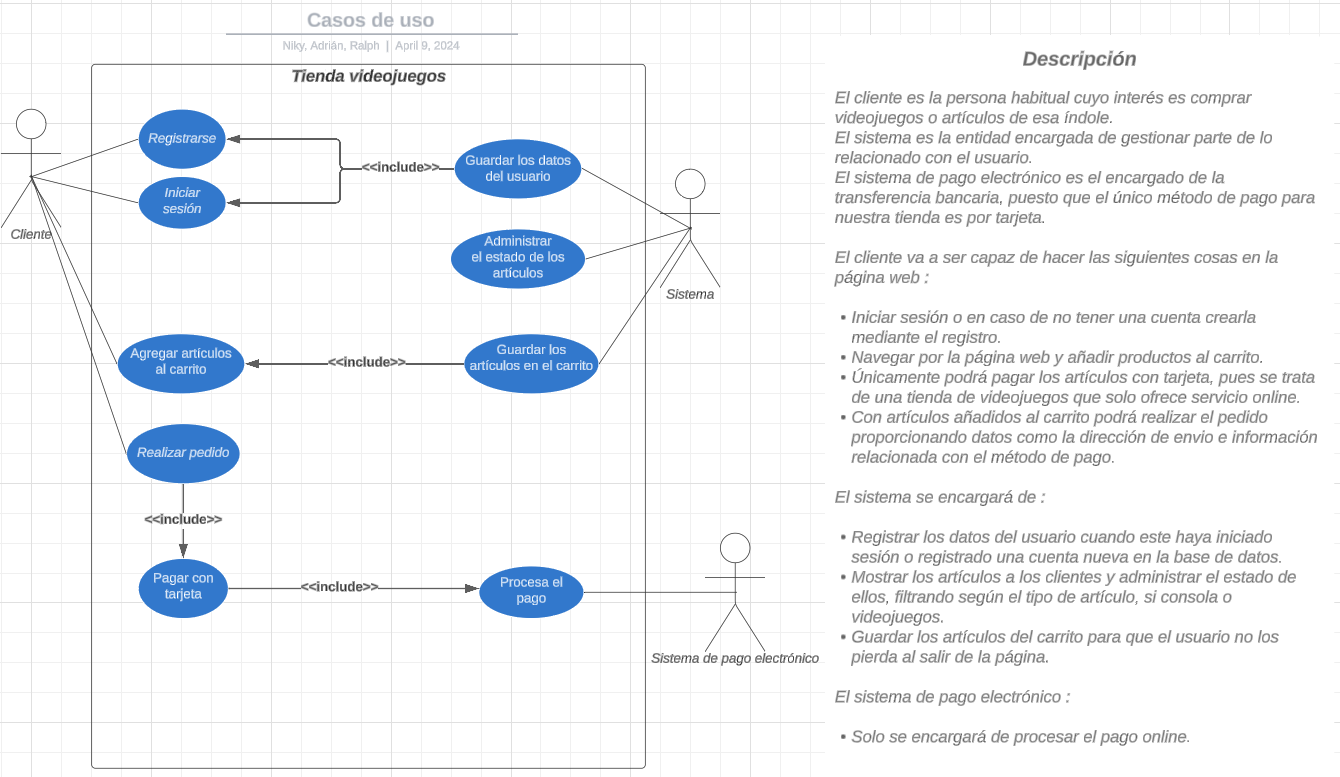 Casos de uso
Niky, Adrián, Ralph | April 9, 2024
Tienda videojuegos
Registrarse
Iniciar
sesión
<<include>>
Guardar los datos
del usuario
Administrar
el estado de los
artículos
Cliente
Sistema
Agregar artículos
al carrito
<<include>>
Guardar los
artículos en el carrito
Realizar pedido
<<include>>
Pagar con
tarjeta
<<include>>
Procesa el
pago
Sistema de pago electrónico
Descripción
El cliente es la persona habitual cuyo interés es comprar
videojuegos o artículos de esa índole.
El sistema es la entidad encargada de gestionar parte de lo
relacionado con el usuario.
El sistema de pago electrónico es el encargado de la
transferencia bancaria, puesto que el único método de pago para
nuestra tienda es por tarjeta.
El cliente va a ser capaz de hacer las siguientes cosas en la
página web :
• Iniciar sesión o en caso de no tener una cuenta crearla
mediante el registro.
• Navegar por la página web y añadir productos al carrito.
• Únicamente podrá pagar los artículos con tarjeta, pues se trata
de una tienda de videojuegos que solo ofrece servicio online.
• Con artículos añadidos al carrito podrá realizar el pedido
proporcionando datos como la dirección de envio e información
relacionada con el método de pago.
El sistema se encargará de :
• Registrar los datos del usuario cuando este haya iniciado
sesión o registrado una cuenta nueva en la base de datos.
• Mostrar los artículos a los clientes y administrar el estado de
ellos, filtrando según el tipo de artículo, si consola o
videojuegos.
• Guardar los artículos del carrito para que el usuario no los
pierda al salir de la página.
El sistema de pago electrónico :
• Solo se encargará de procesar el pago online.